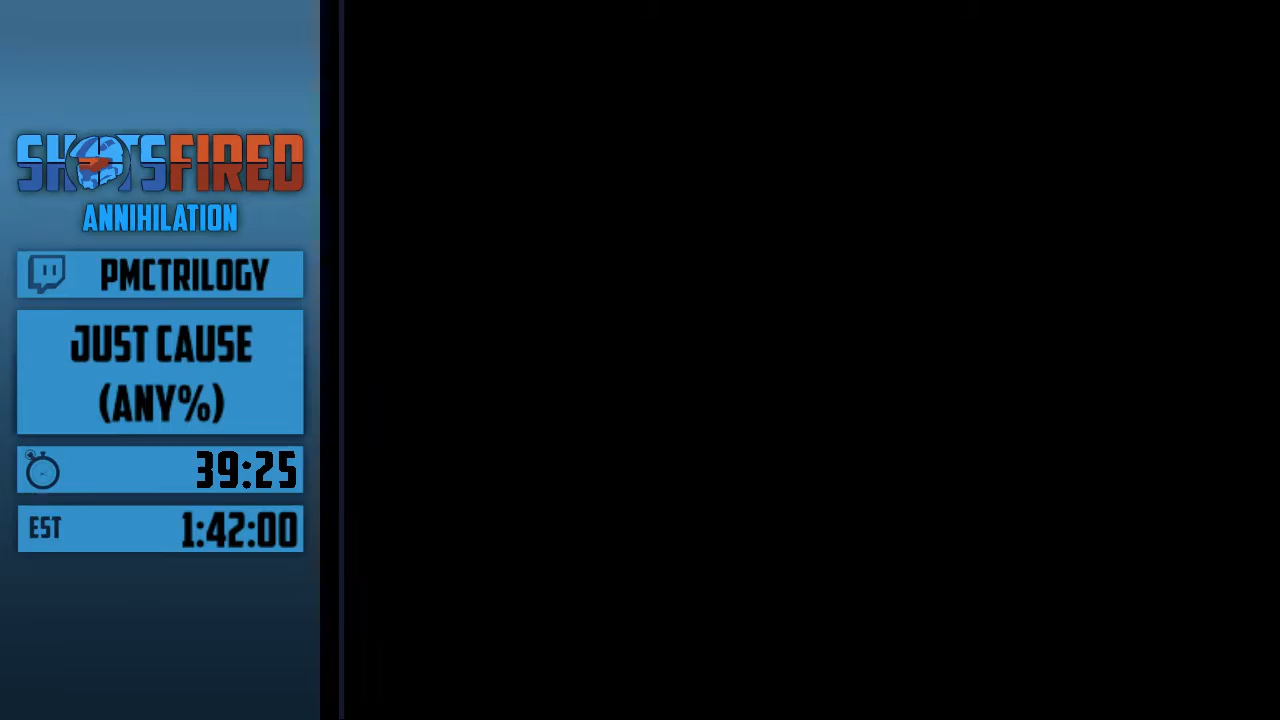 SHOTSFIRED
ANNIHILATION
PMCTRILOGY
JUST CAUSE
(ANY%)
39:25
EST 1:42:00